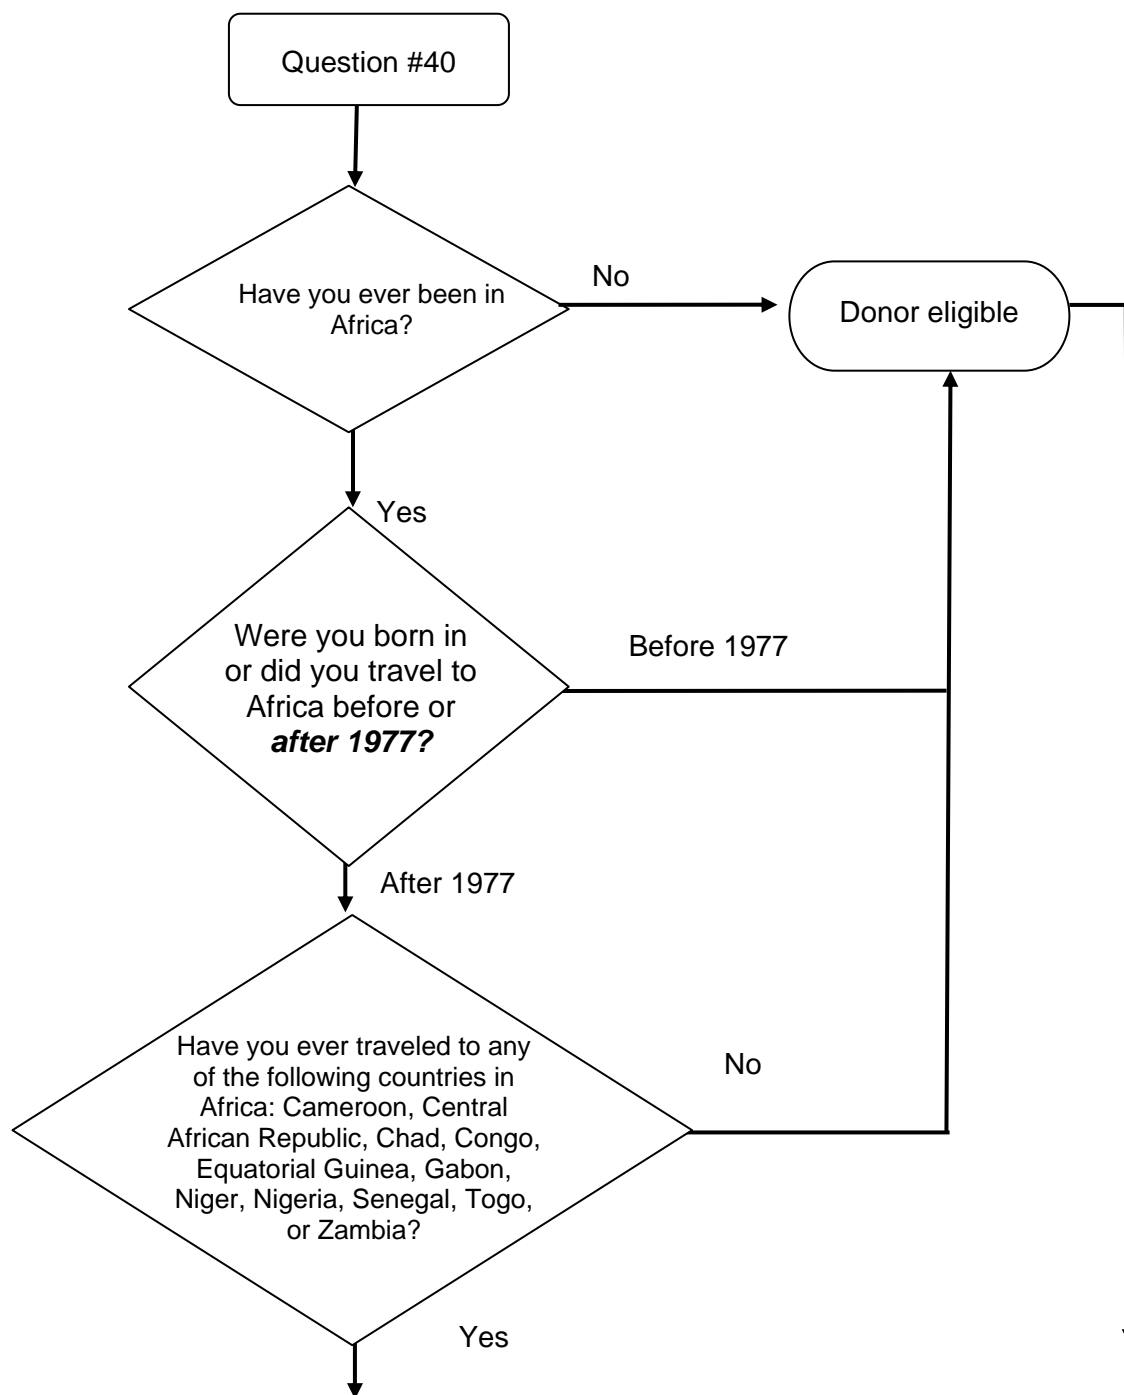 Question #40
Have you ever been in
Africa?
No
Donor eligible
Yes
Were you born in
or did you travel to
Africa before or
after 1977?
Before 1977
After 1977
Have you ever traveled to any
of the following countries in
Africa: Cameroon, Central
African Republic, Chad, Congo,
Equatorial Guinea, Gabon,
Niger, Nigeria, Senegal, Togo,
or Zambia?
No
Yes